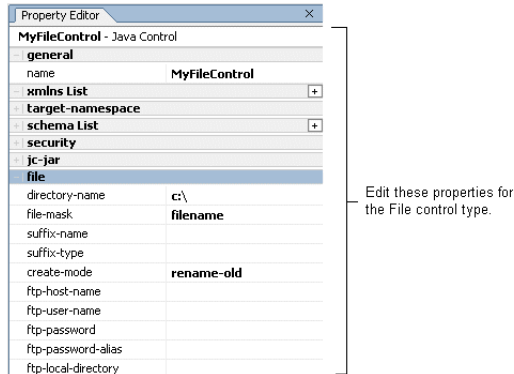 Property Editor
MyFileControl - Java Control
general
name MyFileControl
xmlns List
target-namespace
schema List
security
jc-jar
file
directory-name c:\
file-mask filename
suffix-name
suffix-type
create-mode rename-old
ftp-host-name
ftp-user-name
ftp-password
ftp-password-alias
ftp-local-directory
Edit these properties for
the File control type.